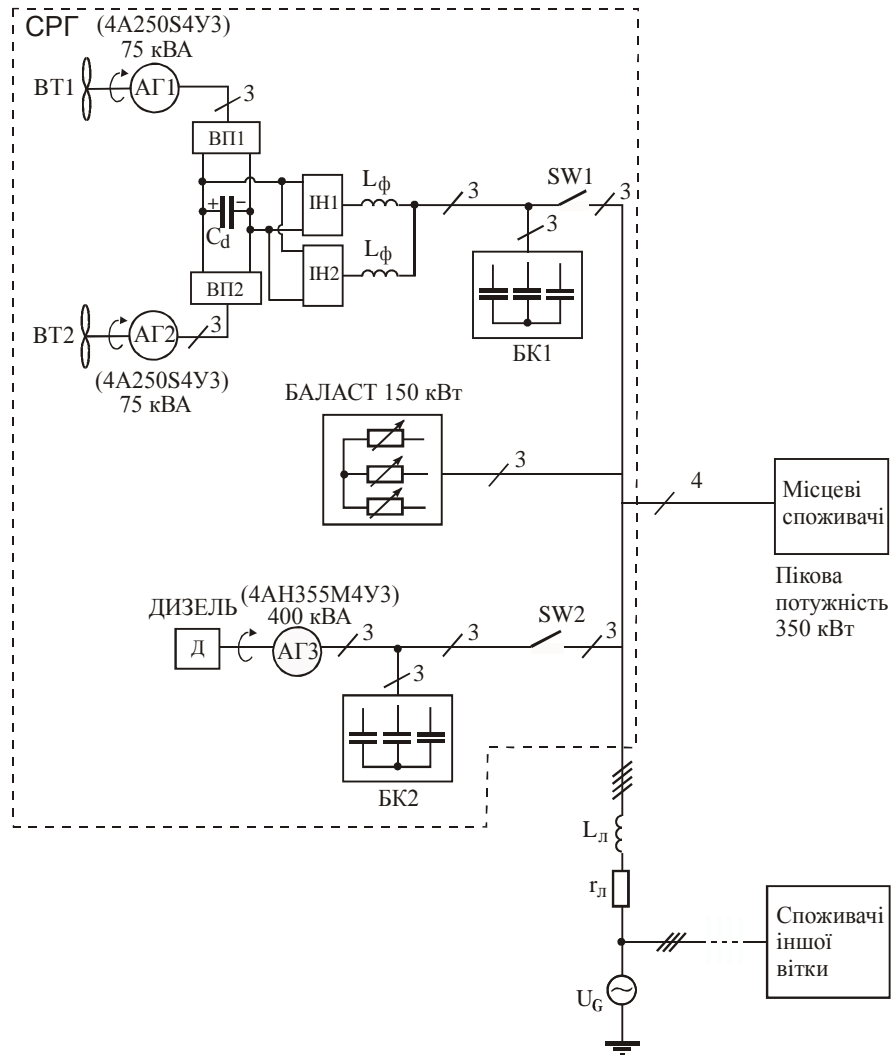 СРГ
(4А250S4У3)
75 кВА
ВТ1
АГ1
3
ВП1
+
−
Cd
ІН1
Lф
3
SW1
3
3
ІН2
Lф
ВП2
БК1
ВТ2
АГ2
3
(4А250S4У3)
75 кВА
БАЛАСТ 150 кВт
3
4
Місцеві
споживачі
Пікова
потужність
350 кВт
ДИЗЕЛЬ
(4АН355М4У3)
400 кВА
Д
АГ3
3
3
SW2
3
3
БК2
Lл
rл
Споживачі
іншої
вітки
UG